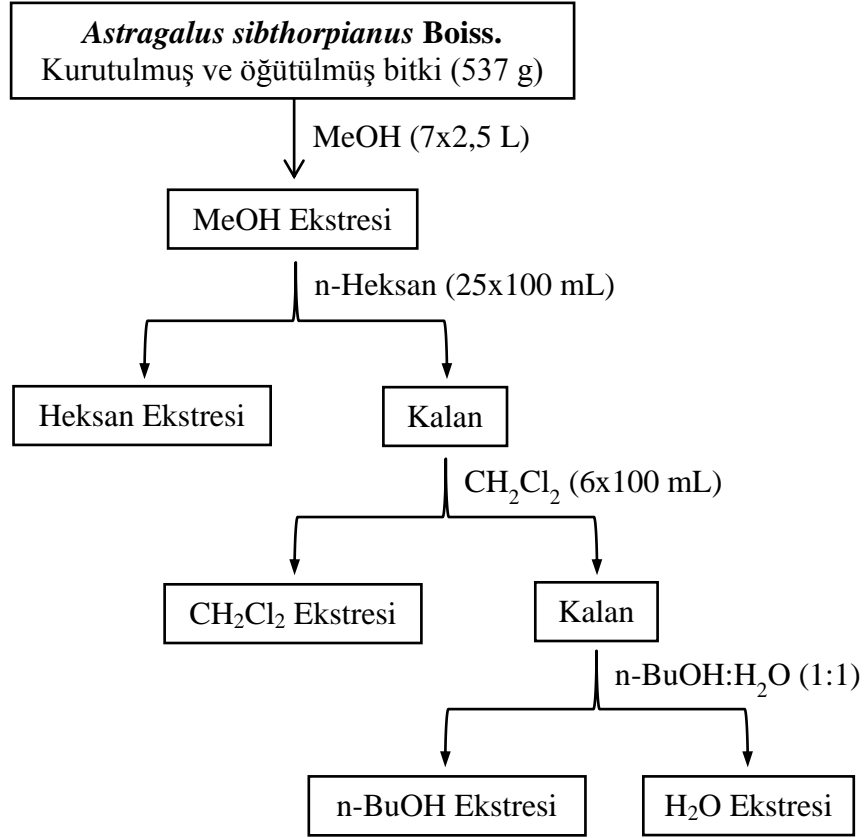 Astragalus sibthorpianus Boiss.
Kurutulmuş ve öğütülmüş bitki (537 g)
MeOH (7x2,5 L)
MeOH Ekstresi
n-Heksan (25x100 mL)
Heksan Ekstresi
Kalan
CH₂Cl₂ (6x100 mL)
CH₂Cl₂ Ekstresi
Kalan
n-BuOH:H₂O (1:1)
n-BuOH Ekstresi
H₂O Ekstresi